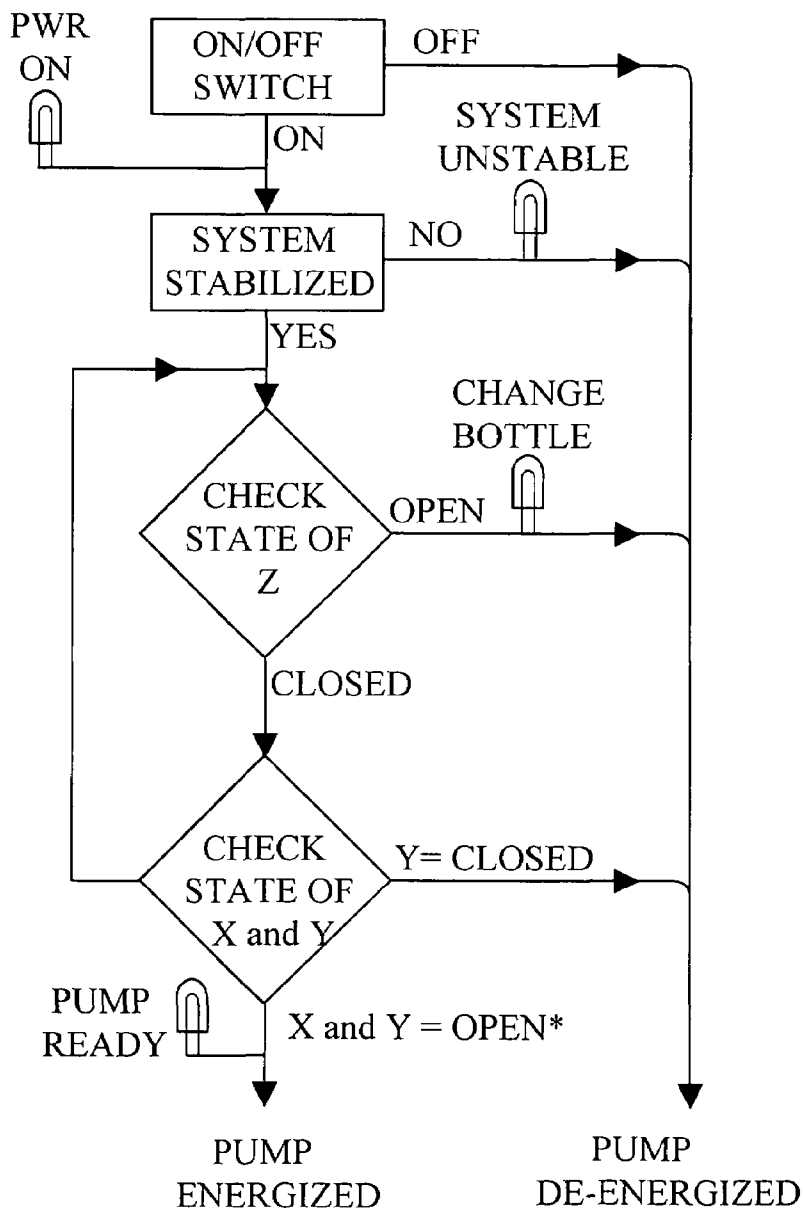 PWR
ON
ON/OFF
SWITCH
OFF
ON
SYSTEM
UNSTABLE
SYSTEM
STABILIZED
NO
YES
CHANGE
BOTTLE
CHECK
STATE OF
Z
OPEN
CLOSED
CHECK
STATE OF
X and Y
Y= CLOSED
PUMP
READY
X and Y = OPEN*
PUMP
ENERGIZED
PUMP
DE-ENERGIZED